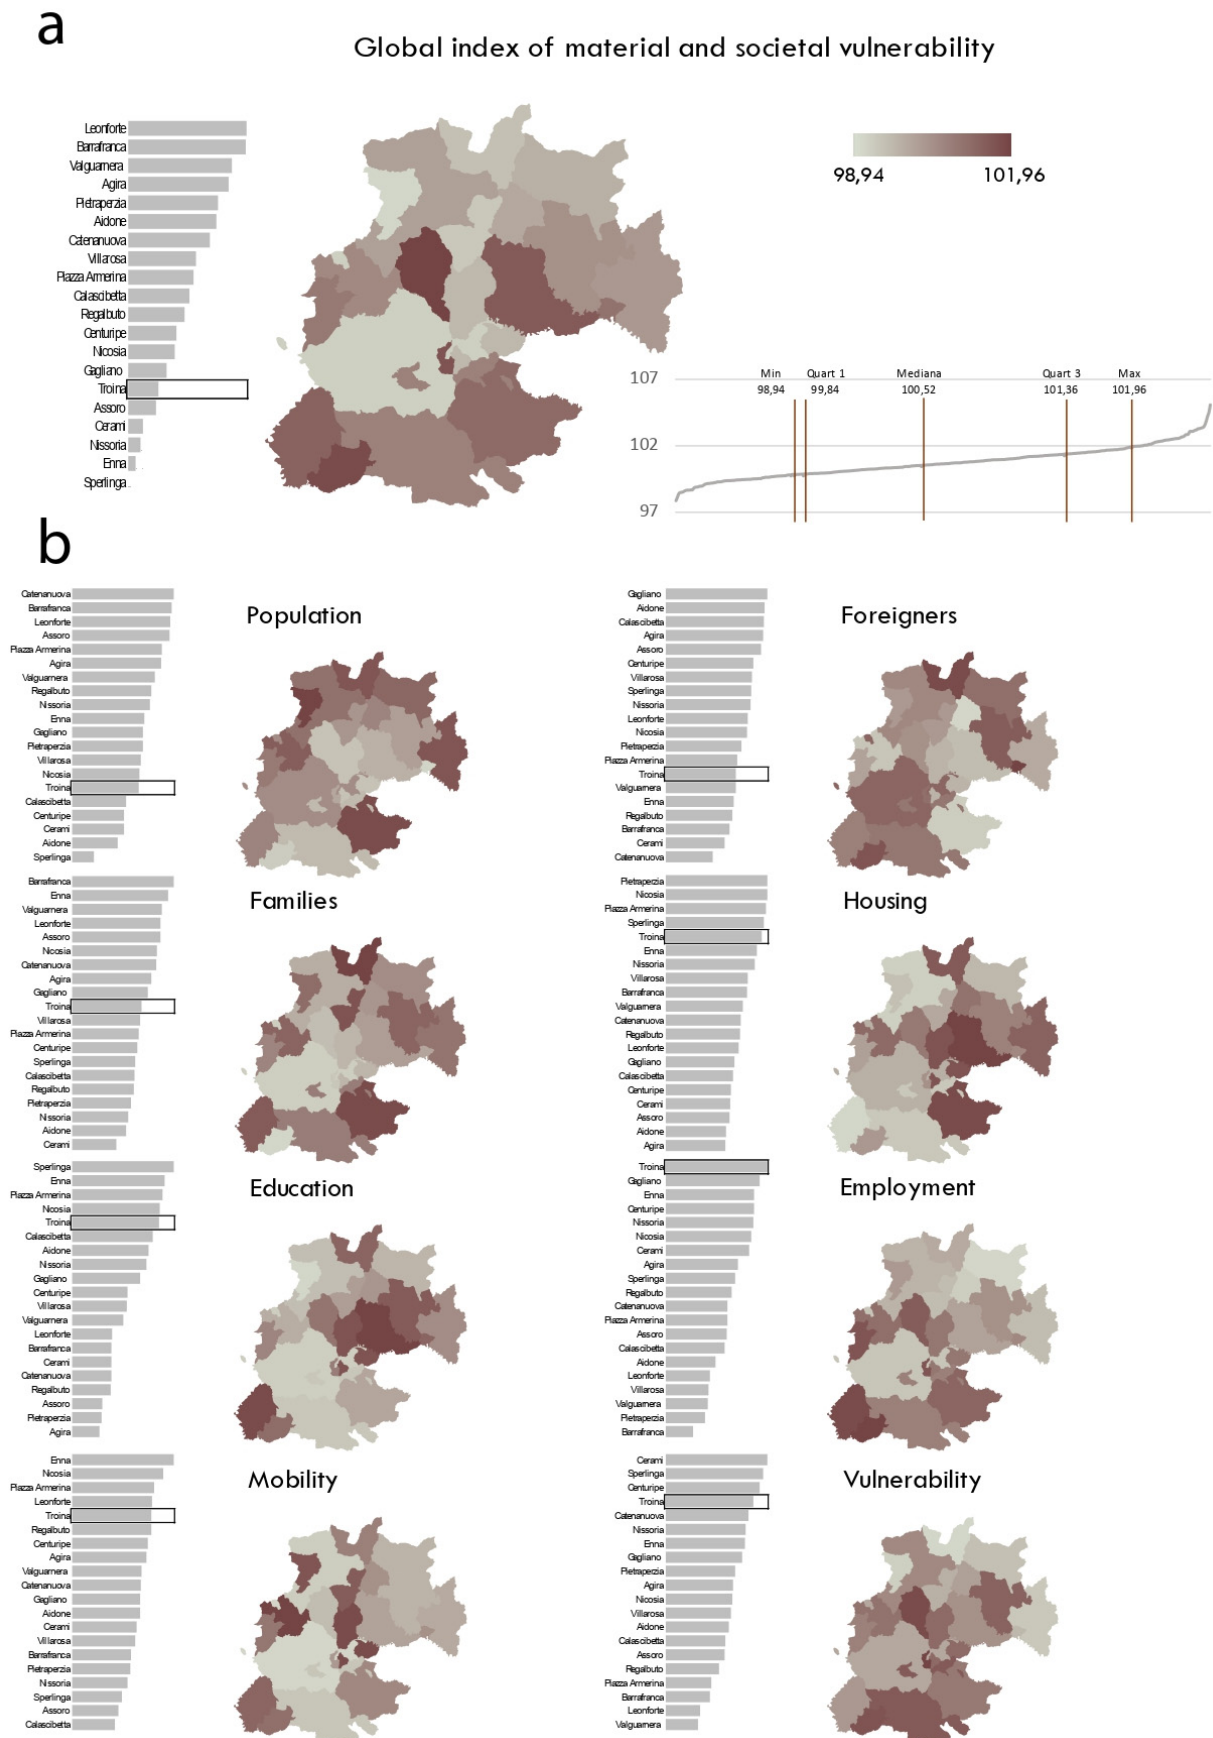 a
Global index of material and societal vulnerability
Leonforte
Barrafranca
Valguarnera
Agira
Pietraperzia
Aidone
Catenanuova
Villarosa
Piazza Armerina
Calascibetta
Regalbuto
Centuripe
Nicosia
Gagliano
Troina
Assoro
Cerami
Nissoria
Enna
Sperlinga
98,94 101,96
107
102
97
Min Quart 1 Mediana Quart 3 Max
98,94 99,84 100,52 101,36 101,96
b
Population
Catenanuova
Barrafranca
Leonforte
Assoro
Piazza Armerina
Agira
Valguarnera
Regalbuto
Nissoria
Enna
Gagliano
Pietraperzia
Villarosa
Nicosia
Troina
Calascibetta
Centuripe
Cerami
Aidone
Sperlinga
Foreigners
Gagliano
Aidone
Calascibetta
Agira
Assoro
Centuripe
Villarosa
Sperlinga
Nissoria
Leonforte
Nicosia
Pietraperzia
Piazza Armerina
Troina
Valguarnera
Enna
Regalbuto
Barrafranca
Cerami
Catenanuova
Families
Barrafranca
Enna
Valguarnera
Leonforte
Assoro
Nicosia
Catenanuova
Agira
Gagliano
Troina
Villarosa
Piazza Armerina
Centuripe
Sperlinga
Calascibetta
Regalbuto
Pietraperzia
Nissoria
Aidone
Cerami
Housing
Pietraperzia
Nicosia
Piazza Armerina
Sperlinga
Troina
Enna
Nissoria
Villarosa
Barrafranca
Valguarnera
Catenanuova
Regalbuto
Leonforte
Gagliano
Calascibetta
Centuripe
Cerami
Assoro
Aidone
Agira
Education
Sperlinga
Enna
Piazza Armerina
Nicosia
Troina
Calascibetta
Aidone
Nissoria
Gagliano
Centuripe
Villarosa
Valguarnera
Leonforte
Barrafranca
Cerami
Catenanuova
Regalbuto
Assoro
Pietraperzia
Agira
Employment
Troina
Gagliano
Enna
Centuripe
Nissoria
Nicosia
Cerami
Agira
Sperlinga
Regalbuto
Catenanuova
Piazza Armerina
Assoro
Calascibetta
Aidone
Leonforte
Villarosa
Valguarnera
Pietraperzia
Barrafranca
Mobility
Enna
Nicosia
Piazza Armerina
Leonforte
Troina
Regalbuto
Centuripe
Agira
Valguarnera
Catenanuova
Gagliano
Aidone
Cerami
Villarosa
Barrafranca
Pietraperzia
Nissoria
Sperlinga
Assoro
Calascibetta
Vulnerability
Cerami
Sperlinga
Centuripe
Troina
Catenanuova
Nissoria
Enna
Gagliano
Pietraperzia
Agira
Nicosia
Villarosa
Aidone
Calascibetta
Assoro
Regalbuto
Piazza Armerina
Barrafranca
Leonforte
Valguarnera